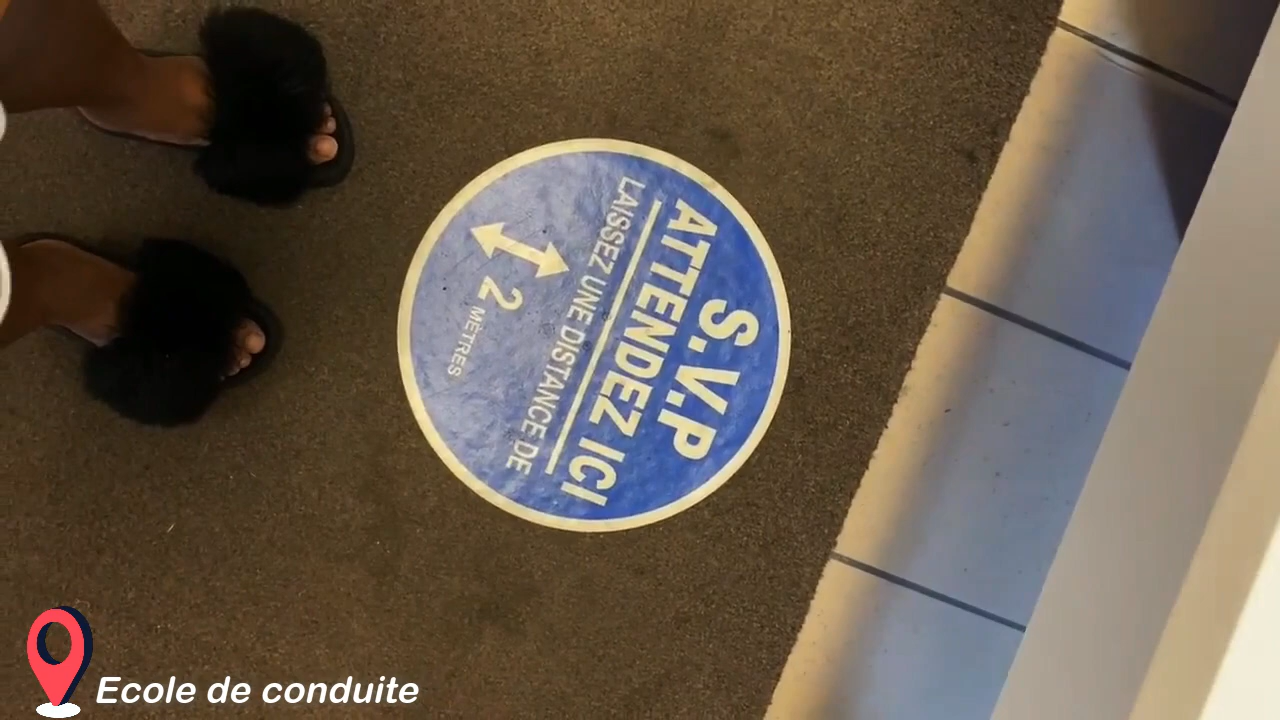 S.V.P
ATTENDEZ ICI
LAISSEZ UNE DISTANCE DE
2 MÈTRES
Ecole de conduite